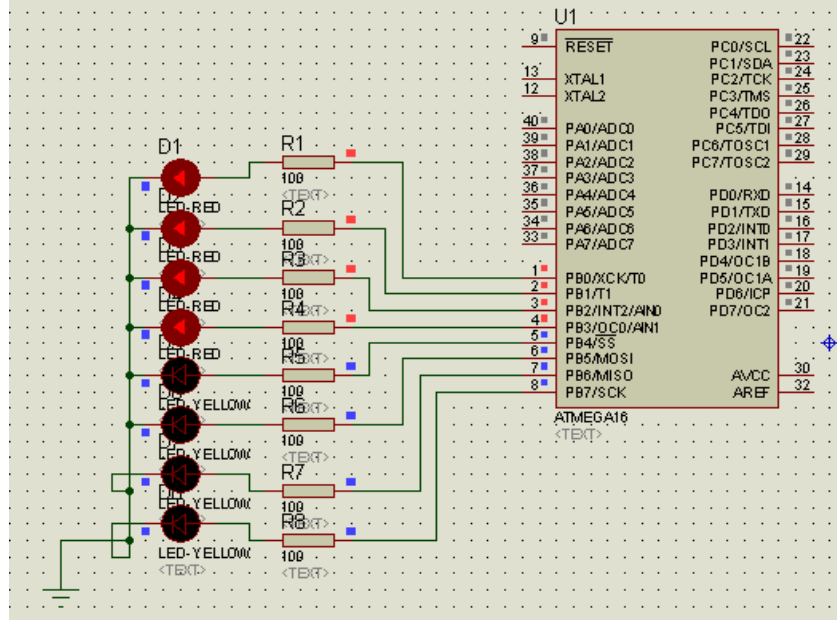 U1
9 RESET PC0/SCL 22
PC1/SDA 23
13 XTAL1 PC2/TCK 24
12 XTAL2 PC3/TMS 25
PC4/TDO 26
40 PA0/ADC0 PC5/TDI 27
39 PA1/ADC1 PC6/TOSC1 28
38 PA2/ADC2 PC7/TOSC2 29
37 PA3/ADC3
36 PA4/ADC4 PD0/RXD 14
35 PA5/ADC5 PD1/TXD 15
34 PA6/ADC6 PD2/INT0 16
33 PA7/ADC7 PD3/INT1 17
PD4/OC1B 18
1 PB0/XCK/T0 PD5/OC1A 19
2 PB1/T1 PD6/ICP 20
3 PB2/INT2/AIN0 PD7/OC2 21
4 PB3/OC0/AIN1
5 PB4/SS
6 PB5/MOSI
7 PB6/MISO AVCC 30
8 PB7/SCK AREF 32
ATMEGA16
<TEXT>
D1
LED-RED
LED-RED
LED-RED
LED-RED
LED-YELLOW
LED-YELLOW
LED-YELLOW
LED-YELLOW
<TEXT>
R1
100
<TEXT>
R2
100
R3
100
R4
100
R5
100
R6
100
<TEXT>
R7
100
R8
100
<TEXT>